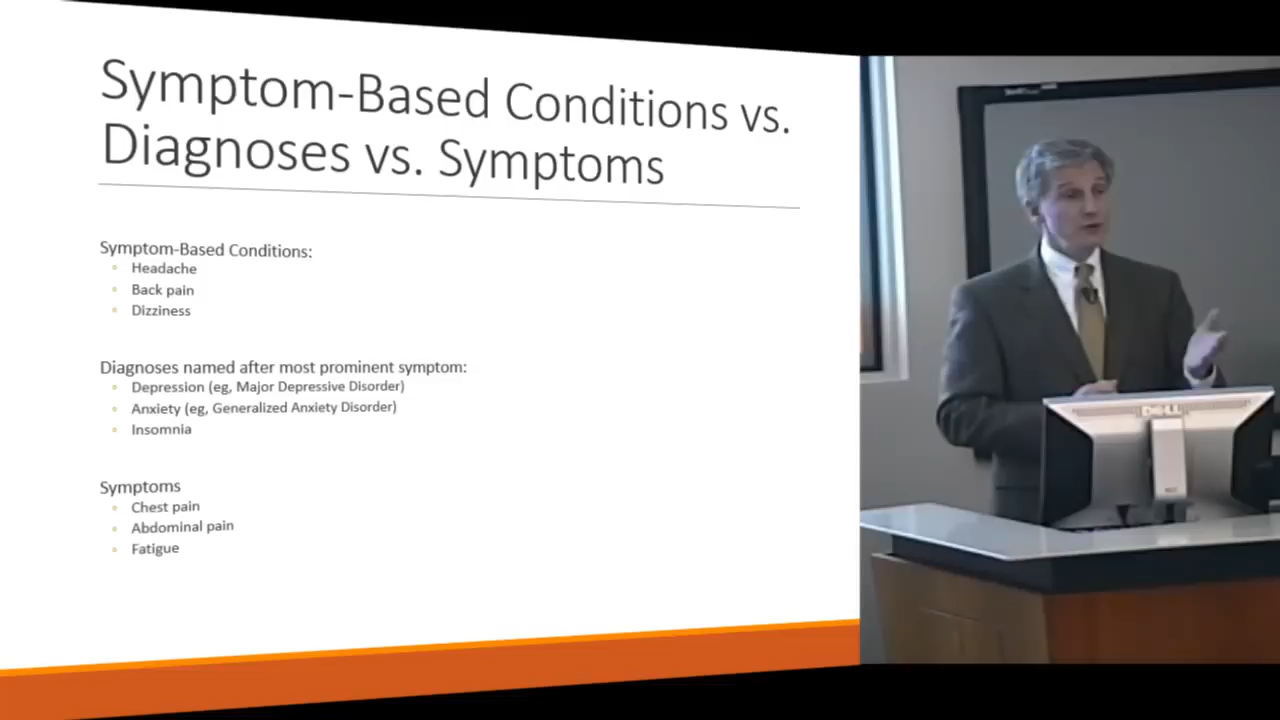 Symptom-Based Conditions vs.
Diagnoses vs. Symptoms
Symptom-Based Conditions:
Headache
Back pain
Dizziness
Diagnoses named after most prominent symptom:
Depression (eg, Major Depressive Disorder)
Anxiety (eg, Generalized Anxiety Disorder)
Insomnia
Symptoms
Chest pain
Abdominal pain
Fatigue
DELL